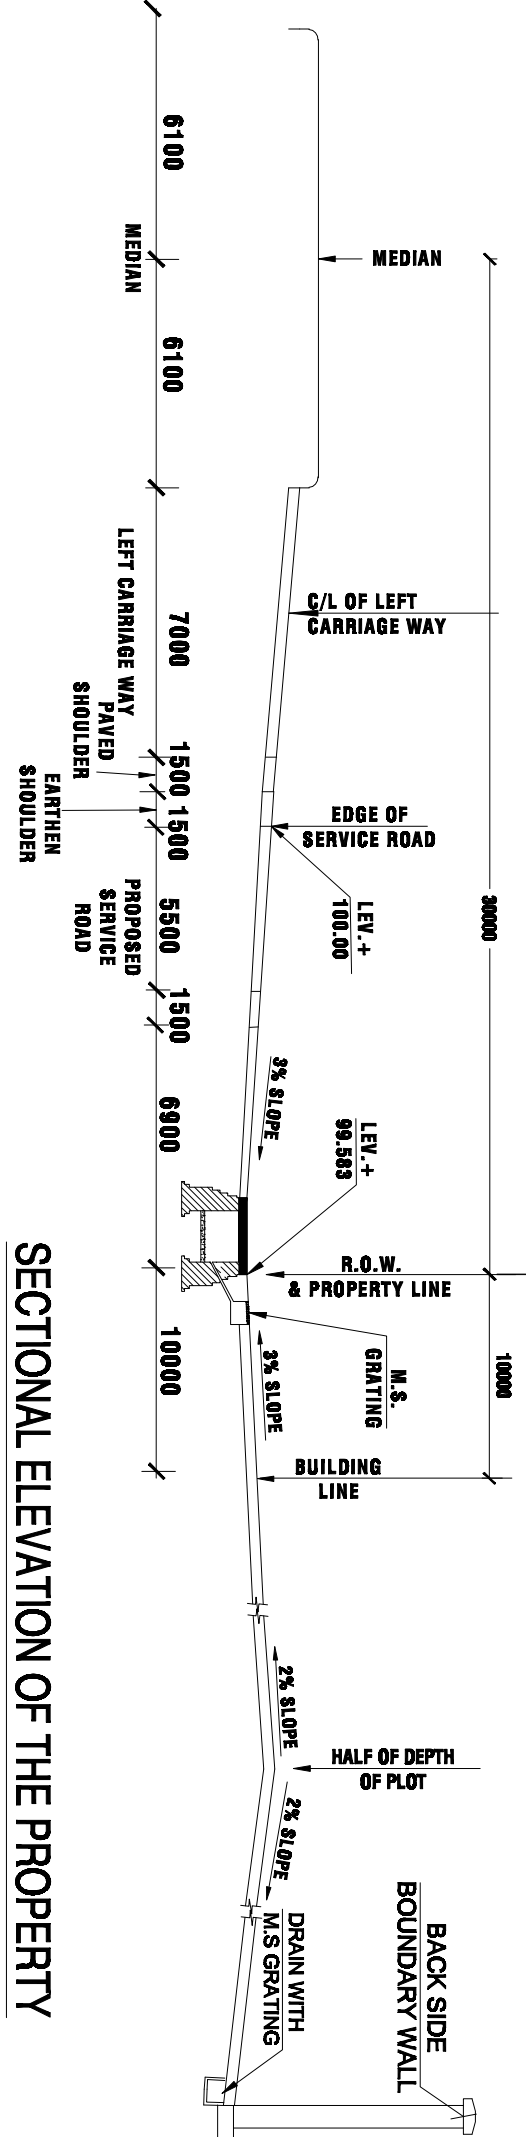 6100
MEDIAN
6100
7000
LEFT CARRIAGE WAY
1500
PAVED
SHOULDER
1500
EARTHEN
SHOULDER
5500
PROPOSED
SERVICE
ROAD
1500
6900
10000
MEDIAN
C/L OF LEFT
CARRIAGE WAY
EDGE OF
SERVICE ROAD
LEV.+
100.00
30000
3% SLOPE
LEV.+
99.583
R.O.W.
& PROPERTY LINE
M.S.
GRATING
10000
3% SLOPE
BUILDING
LINE
2% SLOPE
HALF OF DEPTH
OF PLOT
2% SLOPE
DRAIN WITH
M.S GRATING
BACK SIDE
BOUNDARY WALL
SECTIONAL ELEVATION OF THE PROPERTY